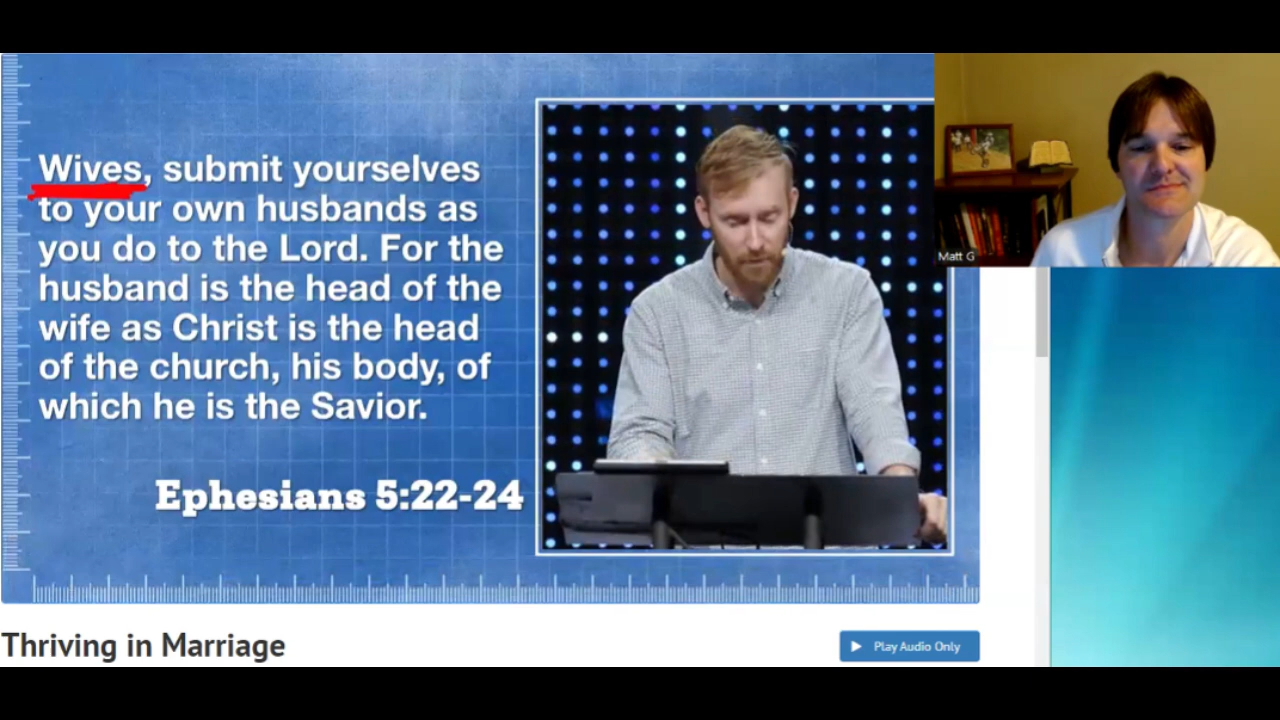 Wives, submit yourselves
to your own husbands as
you do to the Lord. For the
husband is the head of the
wife as Christ is the head
of the church, his body, of
which he is the Savior.
Ephesians 5:22-24
Matt G
Thriving in Marriage
Play Audio Only